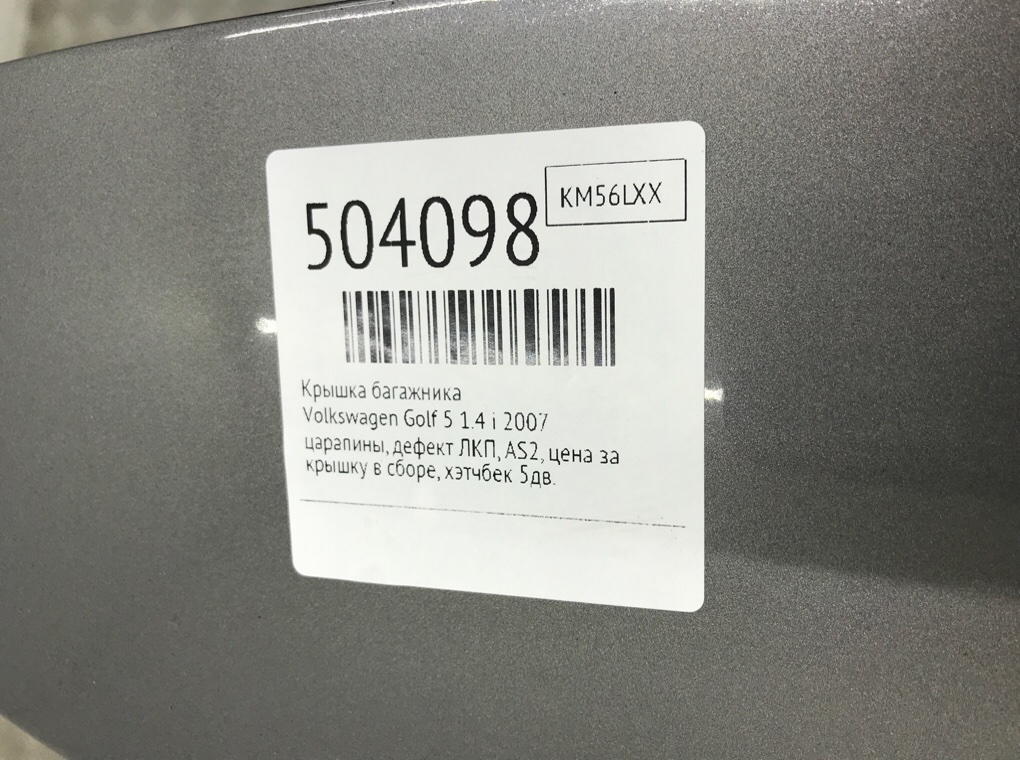 504098
KM56LXX
Крышка багажника
Volkswagen Golf 5 1.4 i 2007
царапины, дефект ЛКП, AS2, цена за
крышку в сборе, хэтчбек 5дв.